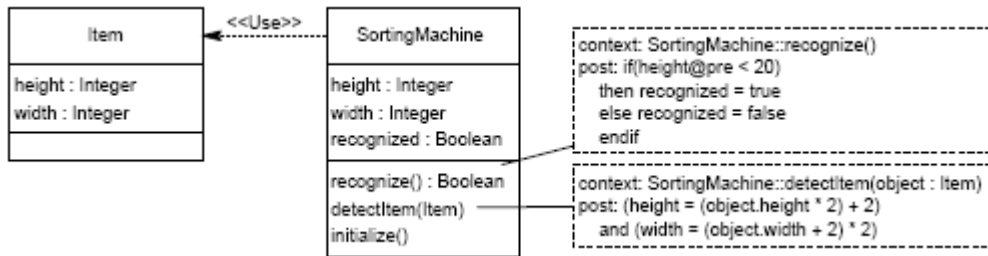 Item
height : Integer
width : Integer
<<Use>>
SortingMachine
height : Integer
width : Integer
recognized : Boolean
recognize() : Boolean
detectItem(Item)
initialize()
context: SortingMachine::recognize()
post: if(height@pre < 20)
then recognized = true
else recognized = false
endif
context: SortingMachine::detectItem(object : Item)
post: (height = (object.height * 2) + 2)
and (width = (object.width + 2) * 2)